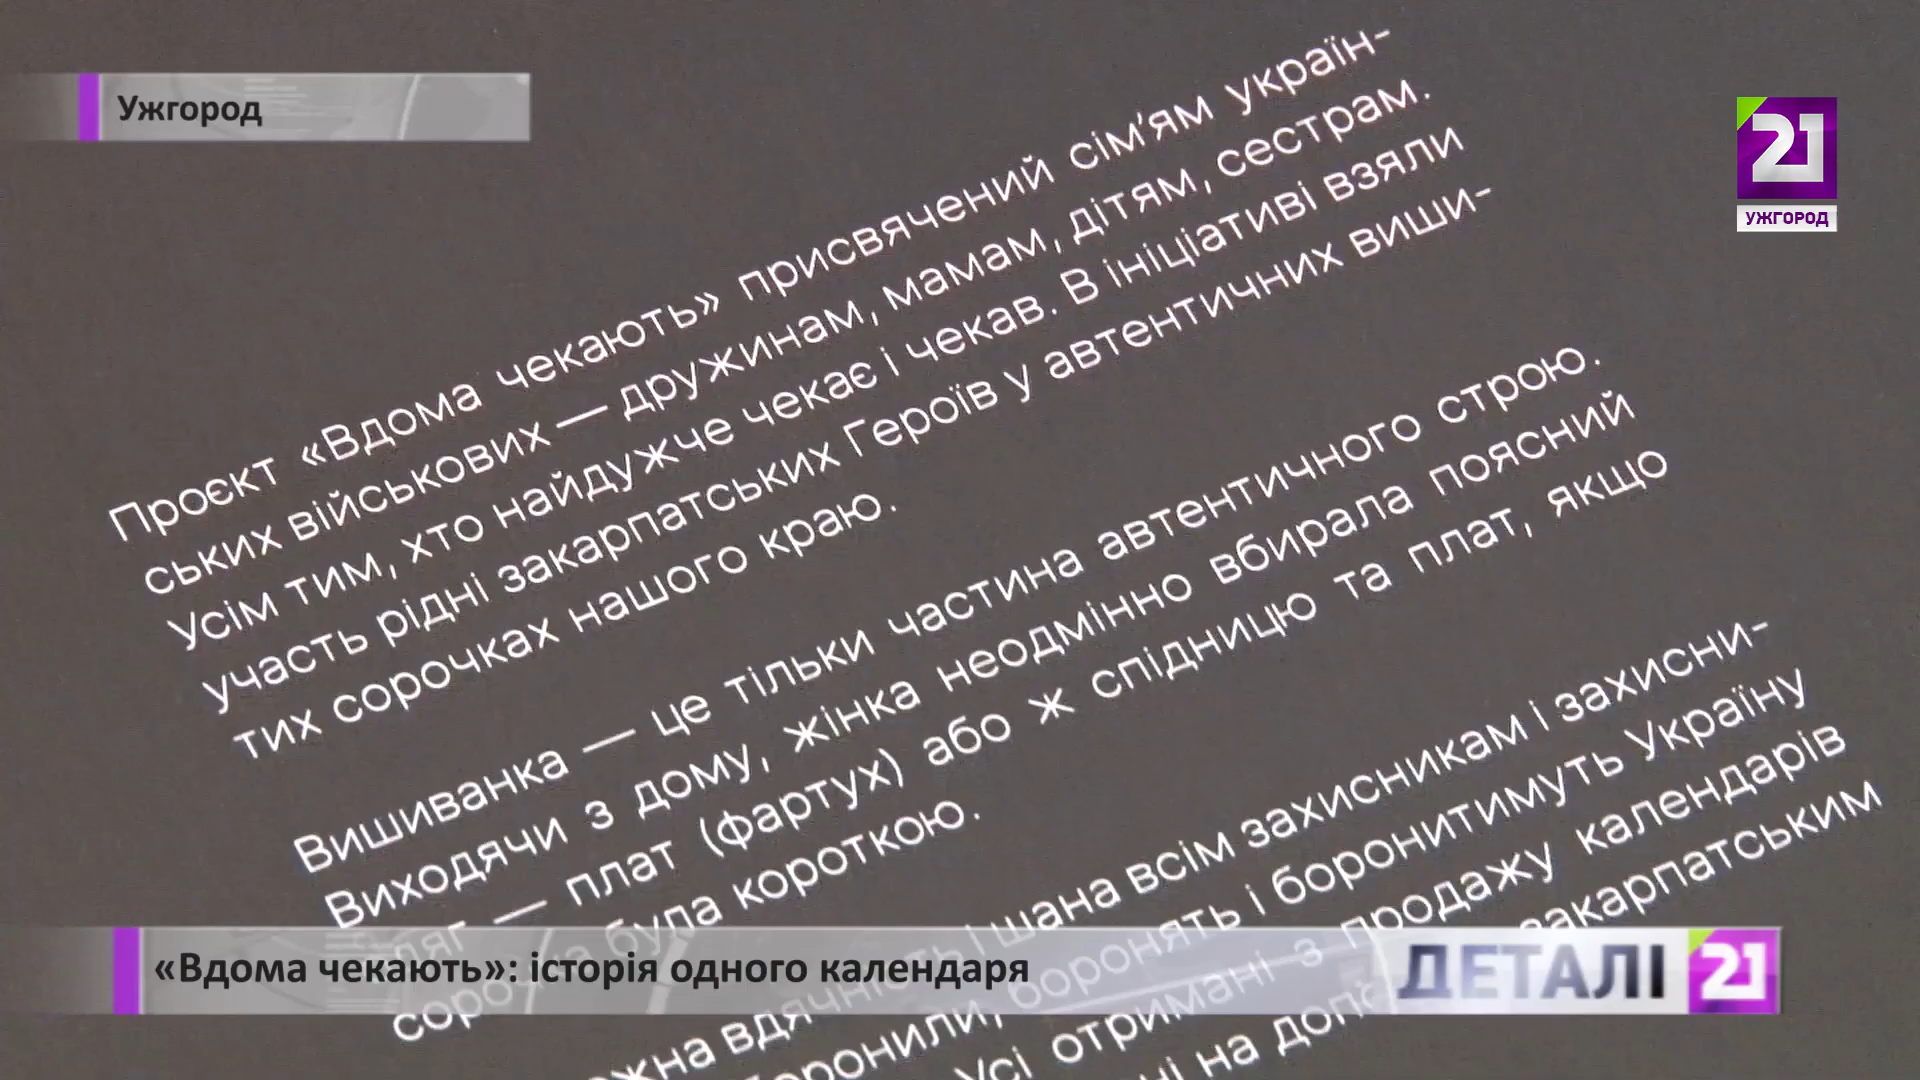 Ужгород
21
УЖГОРОД
Проєкт «Вдома чекають» присвячений сім'ям україн-
ських військових — дружинам, мамам, дітям, сестрам.
Усім тим, хто найдужче чекає і чекав. В ініціативі взяли
участь рідні закарпатських Героїв у автентичних виши-
тих сорочках нашого краю.
Вишиванка — це тільки частина автентичного строю.
Виходячи з дому, жінка неодмінно вбирала поясний
— плат (фартух) або ж спідницю та плат, якщо
була короткою.
і шана всім захисникам і захисни-
боронять і боронитимуть Україну
Усі отримані з продажу календарів
на закарпатським
«Вдома чекають»: історія одного календаря
ДЕТАЛІ 21